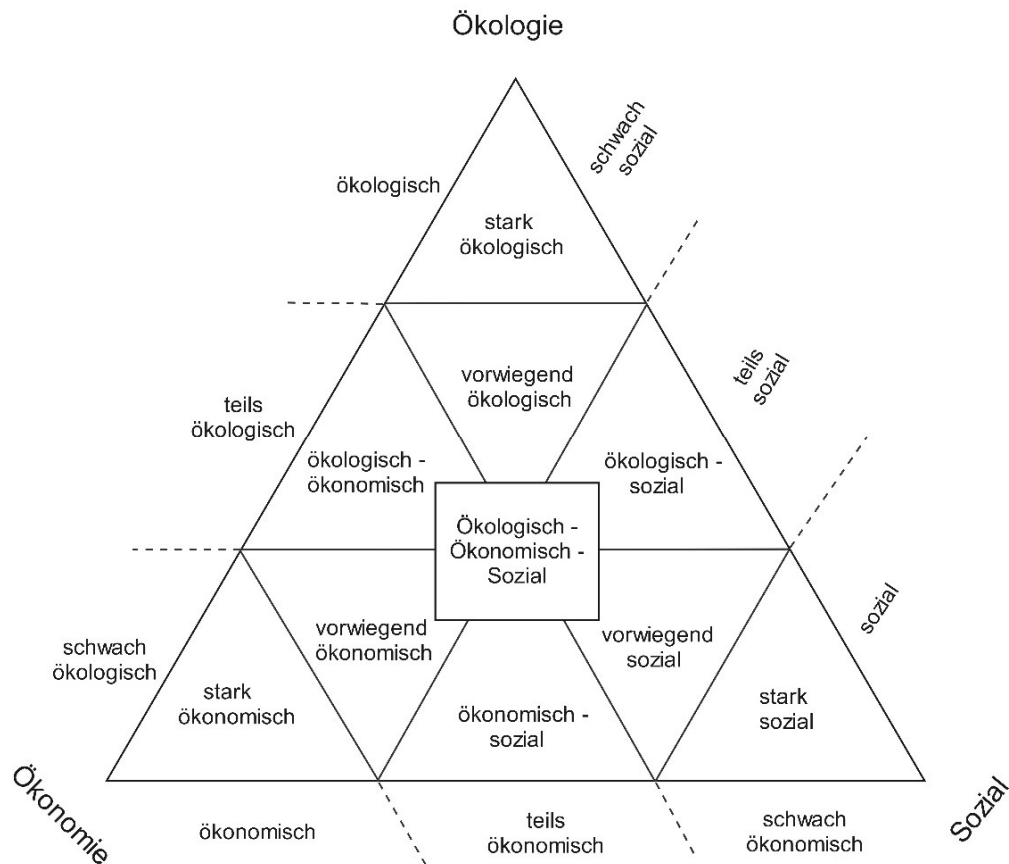 Ökologie
schwach
sozial
ökologisch
stark
ökologisch
vorwiegend
ökologisch
teils
sozial
teils
ökologisch
ökologisch -
ökonomisch
ökologisch -
sozial
Ökologisch -
Ökonomisch -
Sozial
sozial
schwach
ökologisch
vorwiegend
ökonomisch
vorwiegend
sozial
stark
ökonomisch
ökonomisch -
sozial
stark
sozial
Ökonomie
ökonomisch
teils
ökonomisch
schwach
ökonomisch
Sozial